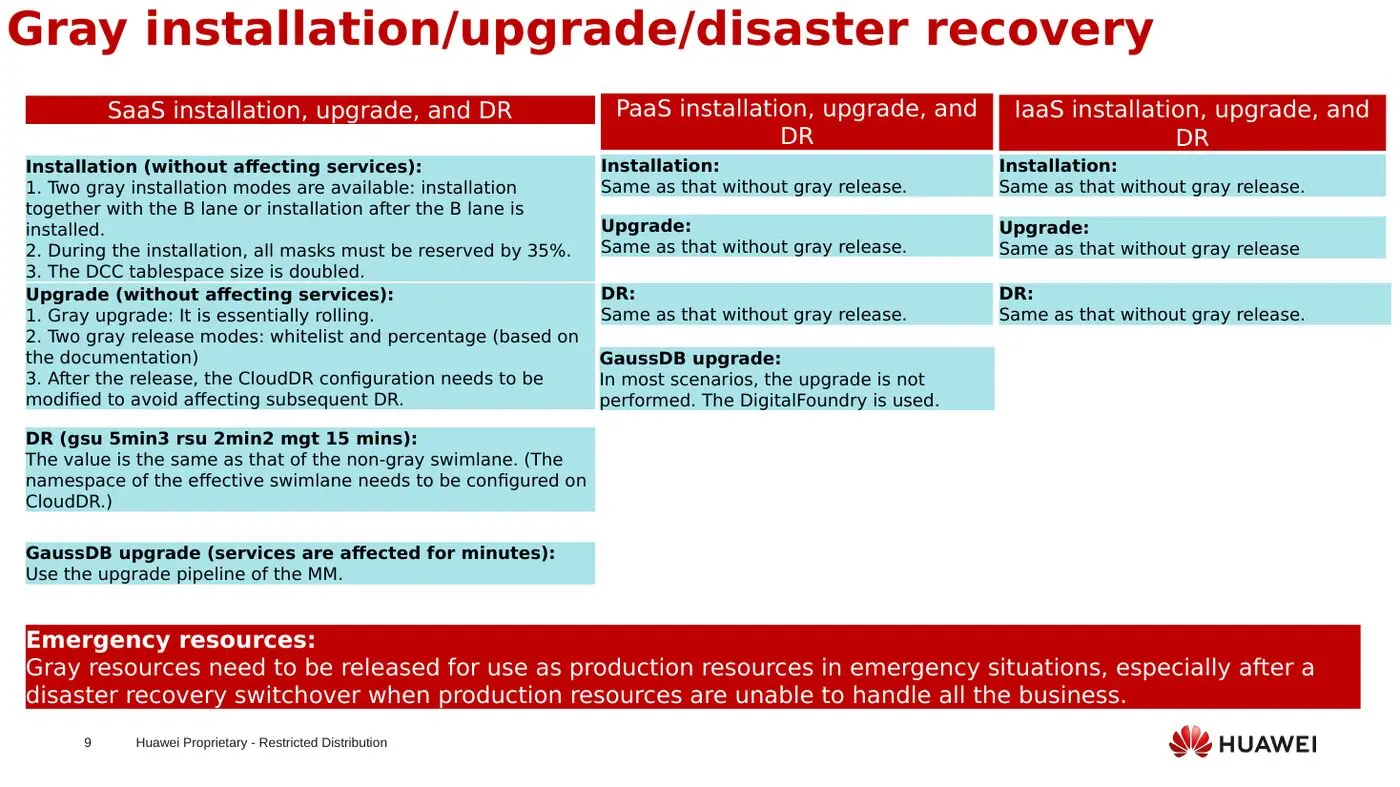 Gray installation/upgrade/disaster recovery
SaaS installation, upgrade, and DR
Installation (without affecting services):
1. Two gray installation modes are available: installation
together with the B lane or installation after the B lane is
installed.
2. During the installation, all masks must be reserved by 35%.
3. The DCC tablespace size is doubled.
Upgrade (without affecting services):
1. Gray upgrade: It is essentially rolling.
2. Two gray release modes: whitelist and percentage (based on
the documentation)
3. After the release, the CloudDR configuration needs to be
modified to avoid affecting subsequent DR.
DR (gsu 5min3 rsu 2min2 mgt 15 mins):
The value is the same as that of the non-gray swimlane. (The
namespace of the effective swimlane needs to be configured on
CloudDR.)
GaussDB upgrade (services are affected for minutes):
Use the upgrade pipeline of the MM.
PaaS installation, upgrade, and
DR
Installation:
Same as that without gray release.
Upgrade:
Same as that without gray release.
DR:
Same as that without gray release.
GaussDB upgrade:
In most scenarios, the upgrade is not
performed. The DigitalFoundry is used.
IaaS installation, upgrade, and
DR
Installation:
Same as that without gray release.
Upgrade:
Same as that without gray release
DR:
Same as that without gray release.
Emergency resources:
Gray resources need to be released for use as production resources in emergency situations, especially after a
disaster recovery switchover when production resources are unable to handle all the business.
9
Huawei Proprietary - Restricted Distribution
HUAWEI